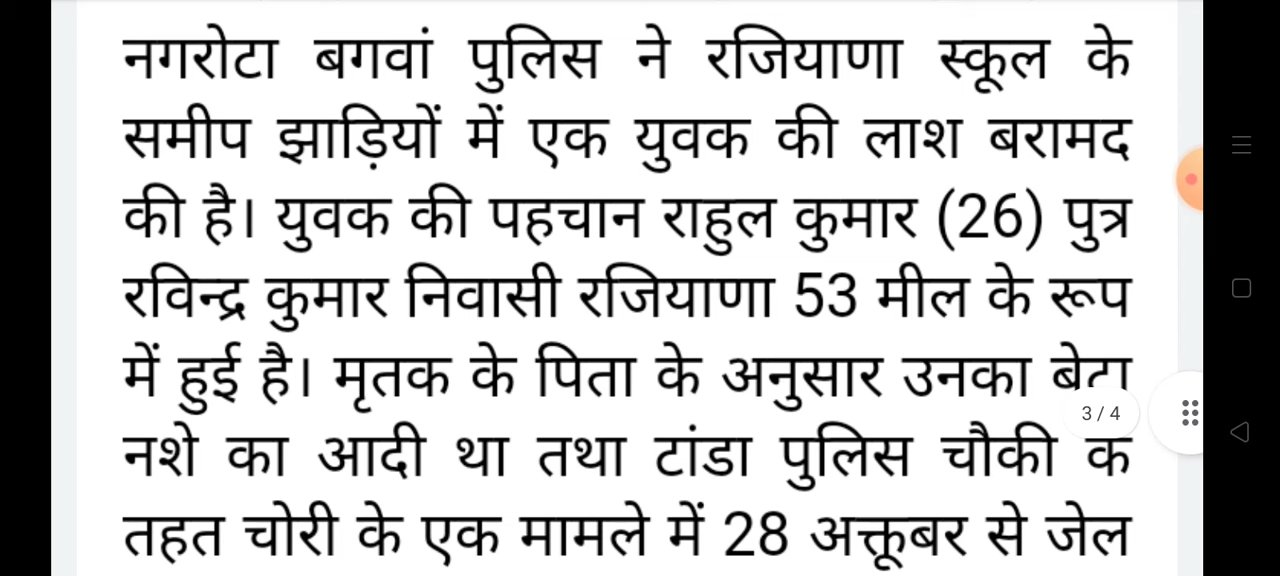 नगरोटा बगवां पुलिस ने रजियाणा स्कूल के
समीप झाड़ियों में एक युवक की लाश बरामद
की है। युवक की पहचान राहुल कुमार (26) पुत्र
रविन्द्र कुमार निवासी रजियाणा 53 मील के रूप
में हुई है। मृतक के पिता के अनुसार उनका बेटा
3 / 4
नशे का आदी था तथा टांडा पुलिस चौकी क
तहत चोरी के एक मामले में 28 अक्तूबर से जेल